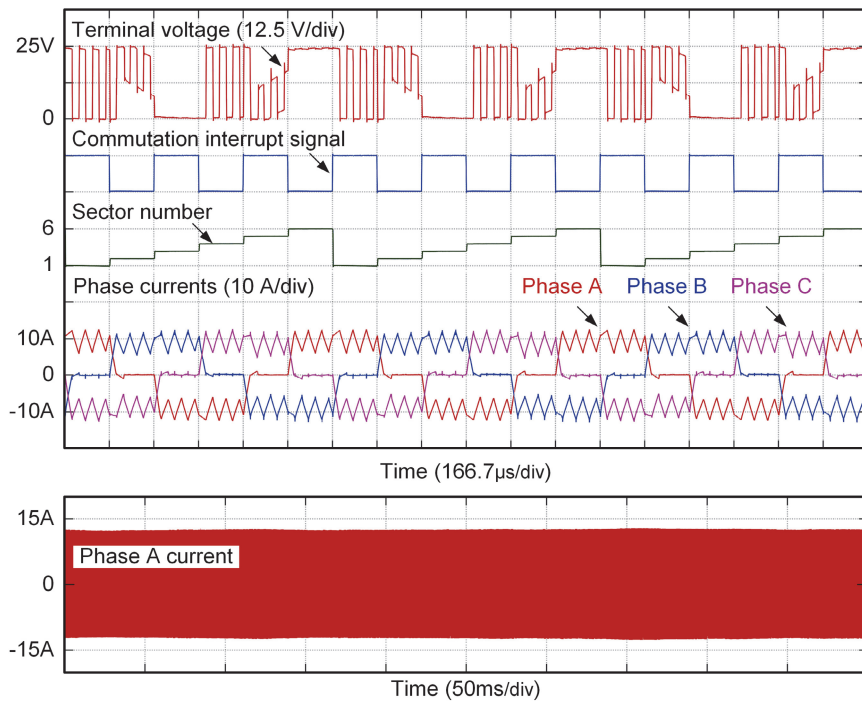 Terminal voltage (12.5 V/div)
25V
0
Commutation interrupt signal
Sector number
6
1
Phase currents (10 A/div)
Phase A
Phase B
Phase C
10A
0
-10A
Time (166.7µs/div)
15A
Phase A current
0
-15A
Time (50ms/div)